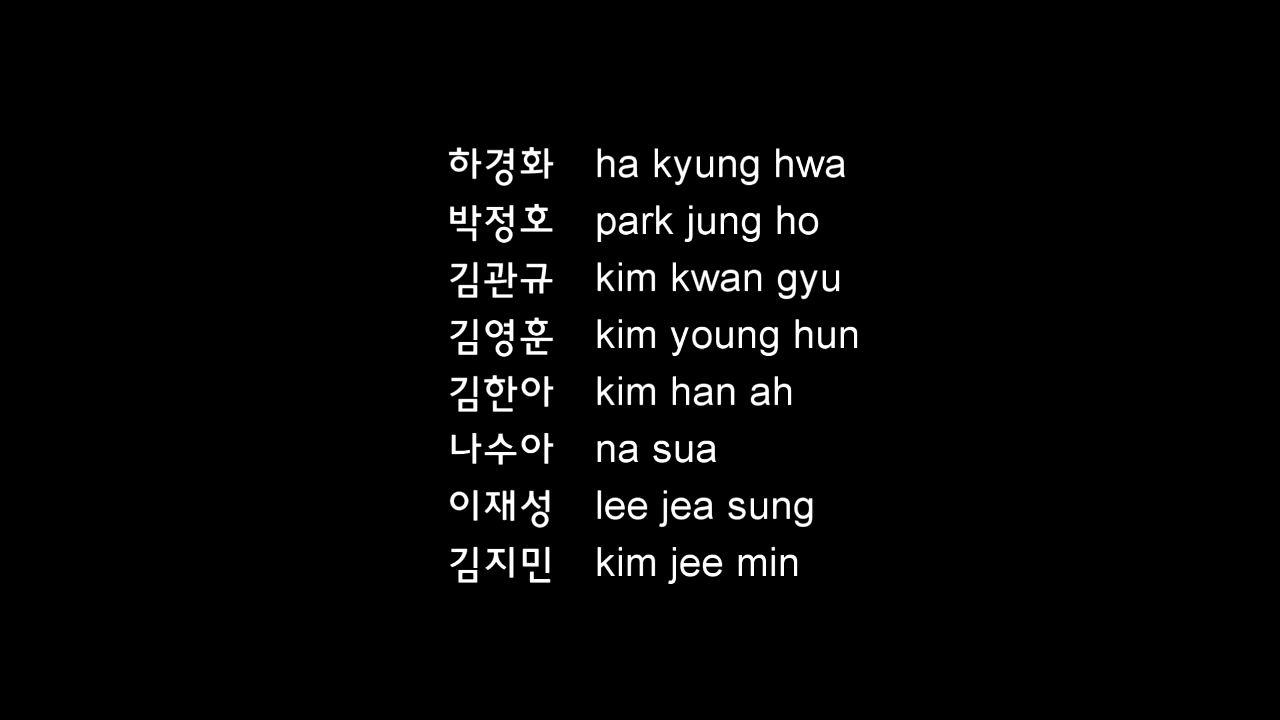 하경화 ha kyung hwa
박정호 park jung ho
김관규 kim kwan gyu
김영훈 kim young hun
김한아 kim han ah
나수아 na sua
이재성 lee jea sung
김지민 kim jee min